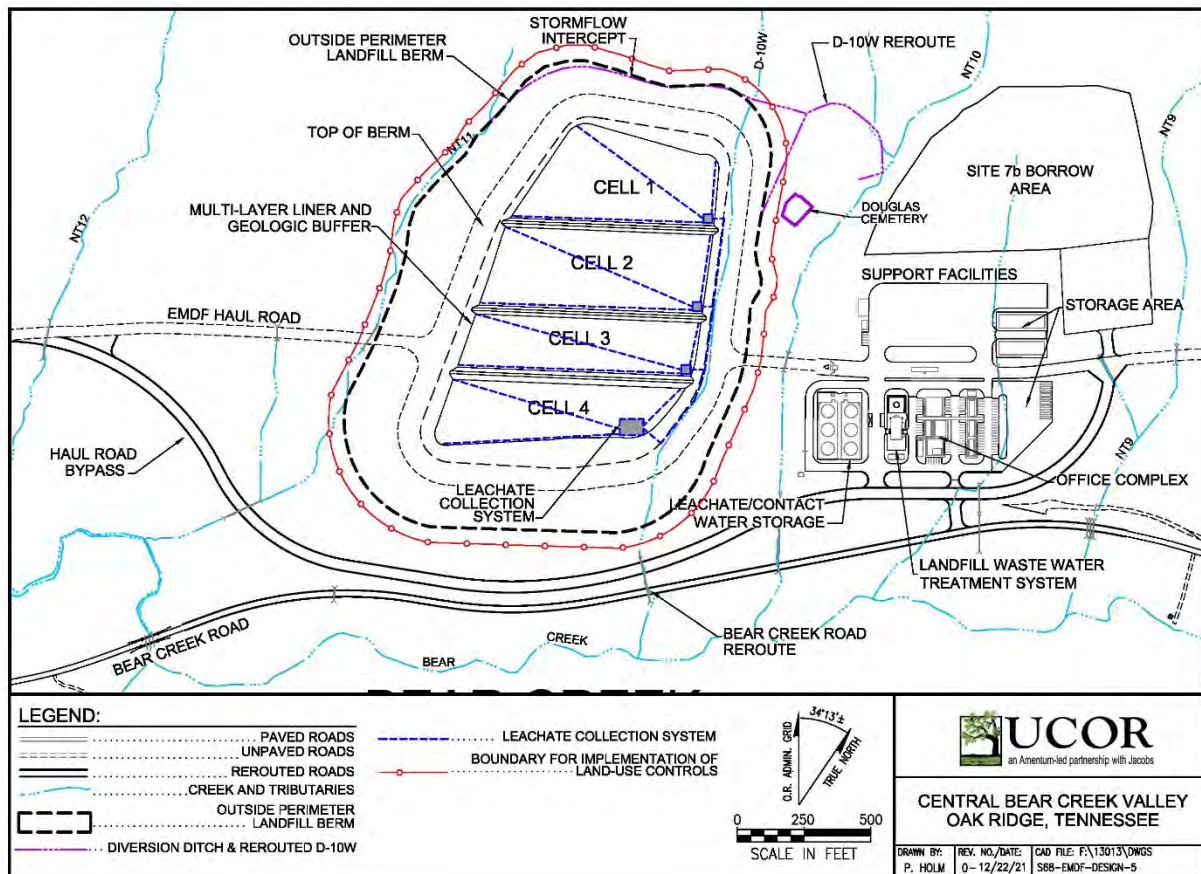 STORMFLOW
INTERCEPT
OUTSIDE PERIMETER
LANDFILL BERM
D-10W
D-10W REROUTE
NT10
NT9
TOP OF BERM
NT11
CELL 1
SITE 7b BORROW
AREA
MULTI-LAYER LINER AND
GEOLOGIC BUFFER
DOUGLAS
CEMETERY
NT12
CELL 2
SUPPORT FACILITIES
STORAGE AREA
EMDF HAUL ROAD
CELL 3
CELL 4
HAUL ROAD
BYPASS
NT9
OFFICE COMPLEX
LEACHATE
COLLECTION
SYSTEM
LEACHATE/CONTACT
WATER STORAGE
LANDFILL WASTE WATER
TREATMENT SYSTEM
BEAR CREEK ROAD
BEAR CREEK
BEAR CREEK ROAD
REROUTE
LEGEND:
PAVED ROADS
UNPAVED ROADS
REROUTED ROADS
CREEK AND TRIBUTARIES
OUTSIDE PERIMETER
LANDFILL BERM
DIVERSION DITCH & REROUTED D-10W
LEACHATE COLLECTION SYSTEM
BOUNDARY FOR IMPLEMENTATION OF
LAND-USE CONTROLS
34°13'±
O.R. ADMIN. GRID
TRUE NORTH
0 250 500
SCALE IN FEET
UCOR
an Amentum-led partnership with Jacobs
CENTRAL BEAR CREEK VALLEY
OAK RIDGE, TENNESSEE
DRAWN BY: REV. NO./DATE: CAD FILE: F:\13013\DWGS
P. HOLM 0-12/22/21 S68-EMDF-DESIGN-5